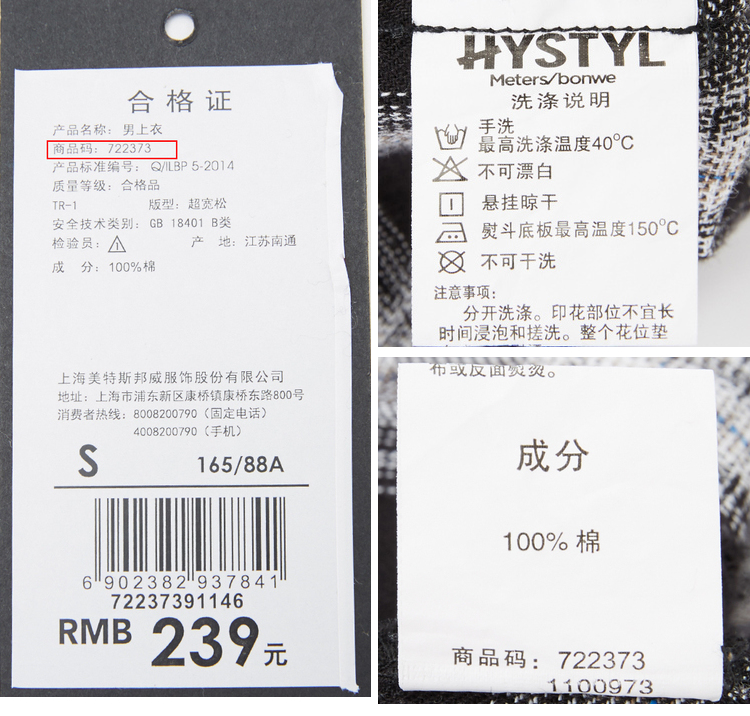 合格证
产品名称: 男上衣
商品码: 722373
产品标准编号: Q/ILBP 5-2014
质量等级: 合格品
TR-1 版型: 超宽松
安全技术类别: GB 18401 B类
检验员: 1 产 地: 江苏南通
成 分: 100%棉
上海美特斯邦威服饰股份有限公司
地址: 上海市浦东新区康桥镇康桥东路800号
消费者热线: 8008200790 (固定电话)
4008200790 (手机)
S 165/88A
6 902382 937841
72237391146
RMB 239元
HYSTYL
Meters/bonwe
洗涤说明
手洗
最高洗涤温度40°C
不可漂白
悬挂晾干
熨斗底板最高温度150°C
不可干洗
注意事项:
分开洗涤。印花部位不宜长
时间浸泡和搓洗。整个花位垫
布或反面熨烫。
成分
100% 棉
商品码: 722373
1100973